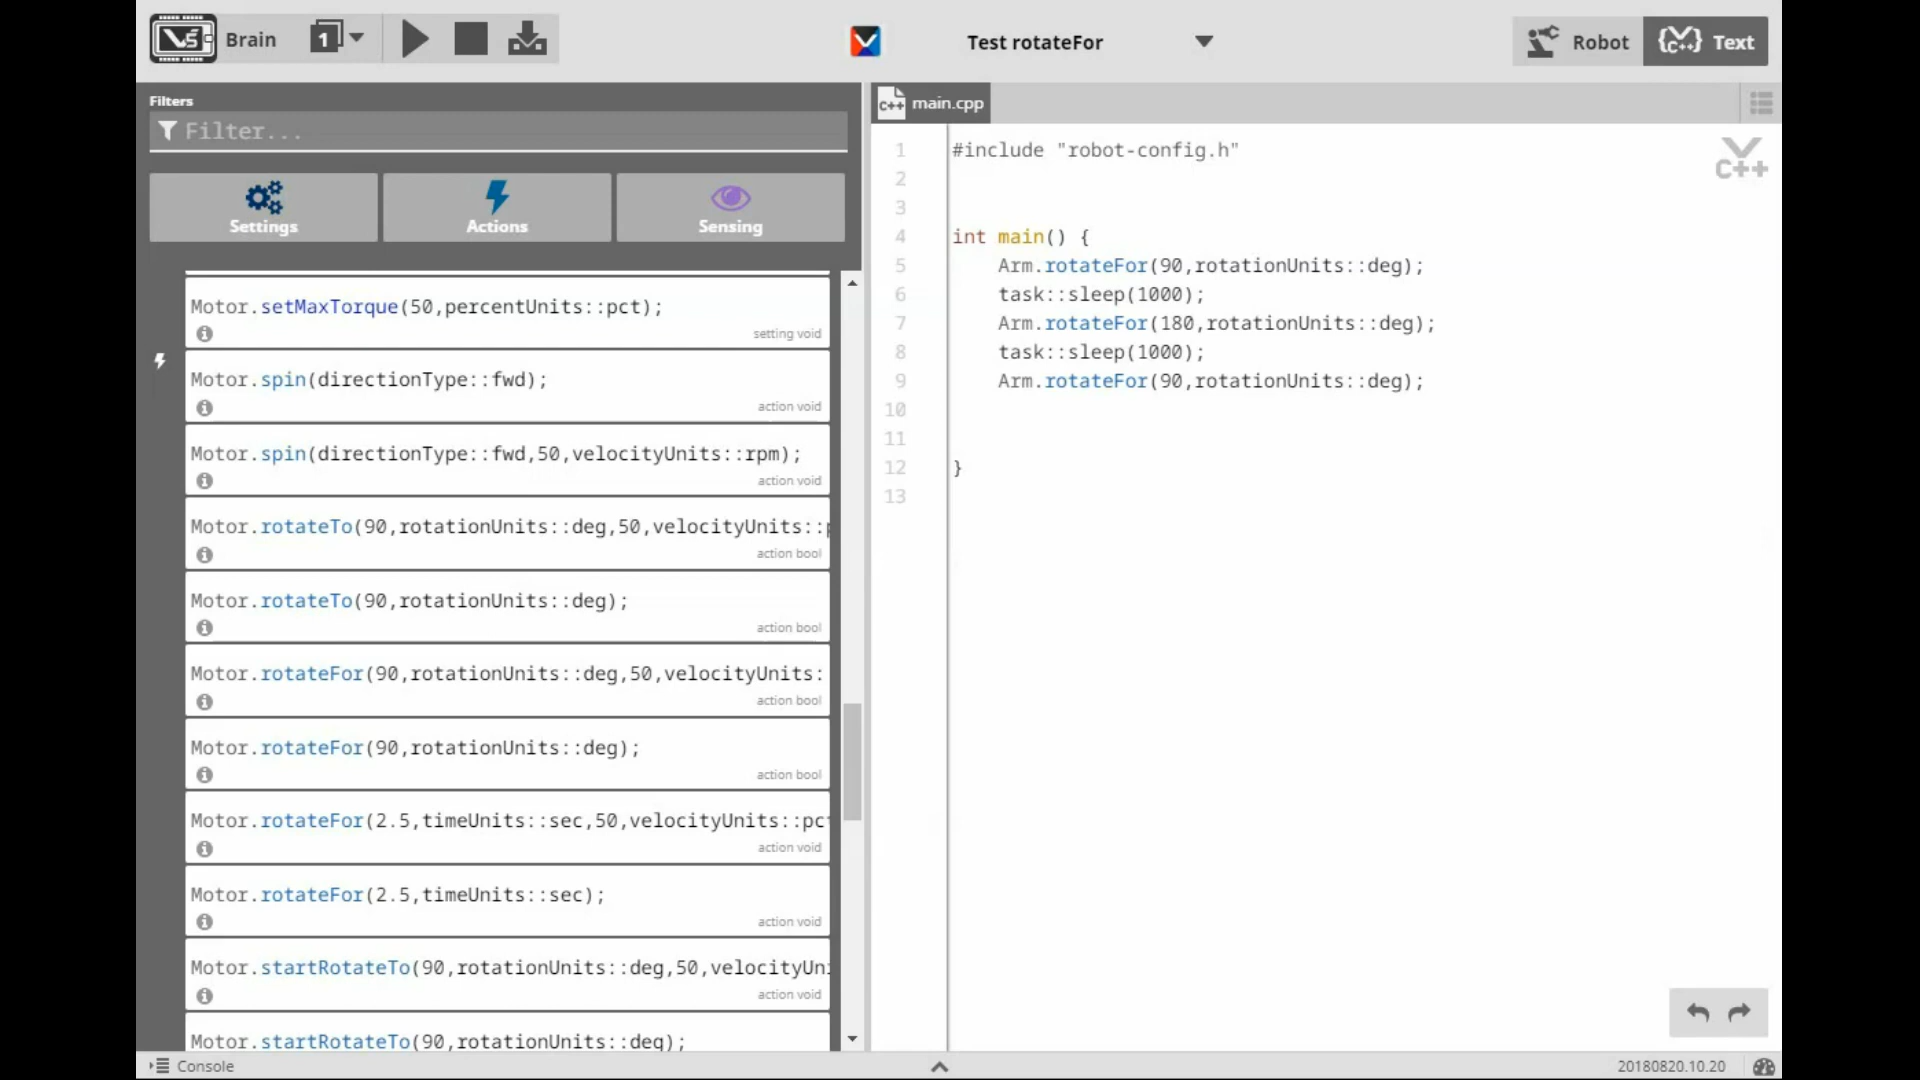 V5 Brain 1 Test rotateFor Robot C++ Text
Filters
Filter...
Settings Actions Sensing
Motor.setMaxTorque(50,percentUnits::pct);
setting void
Motor.spin(directionType::fwd);
action void
Motor.spin(directionType::fwd,50,velocityUnits::rpm);
action void
Motor.rotateTo(90,rotationUnits::deg,50,velocityUnits::p
action bool
Motor.rotateTo(90,rotationUnits::deg);
action bool
Motor.rotateFor(90,rotationUnits::deg,50,velocityUnits:
action bool
Motor.rotateFor(90,rotationUnits::deg);
action bool
Motor.rotateFor(2.5,timeUnits::sec,50,velocityUnits::pc
action void
Motor.rotateFor(2.5,timeUnits::sec);
action void
Motor.startRotateTo(90,rotationUnits::deg,50,velocityUni
action void
Motor.startRotateTo(90,rotationUnits::deg);
C++ main.cpp
1 #include "robot-config.h"
2
3
4 int main() {
5 Arm.rotateFor(90,rotationUnits::deg);
6 task::sleep(1000);
7 Arm.rotateFor(180,rotationUnits::deg);
8 task::sleep(1000);
9 Arm.rotateFor(90,rotationUnits::deg);
10
11
12 }
13
C++
Console 20180820.10.20